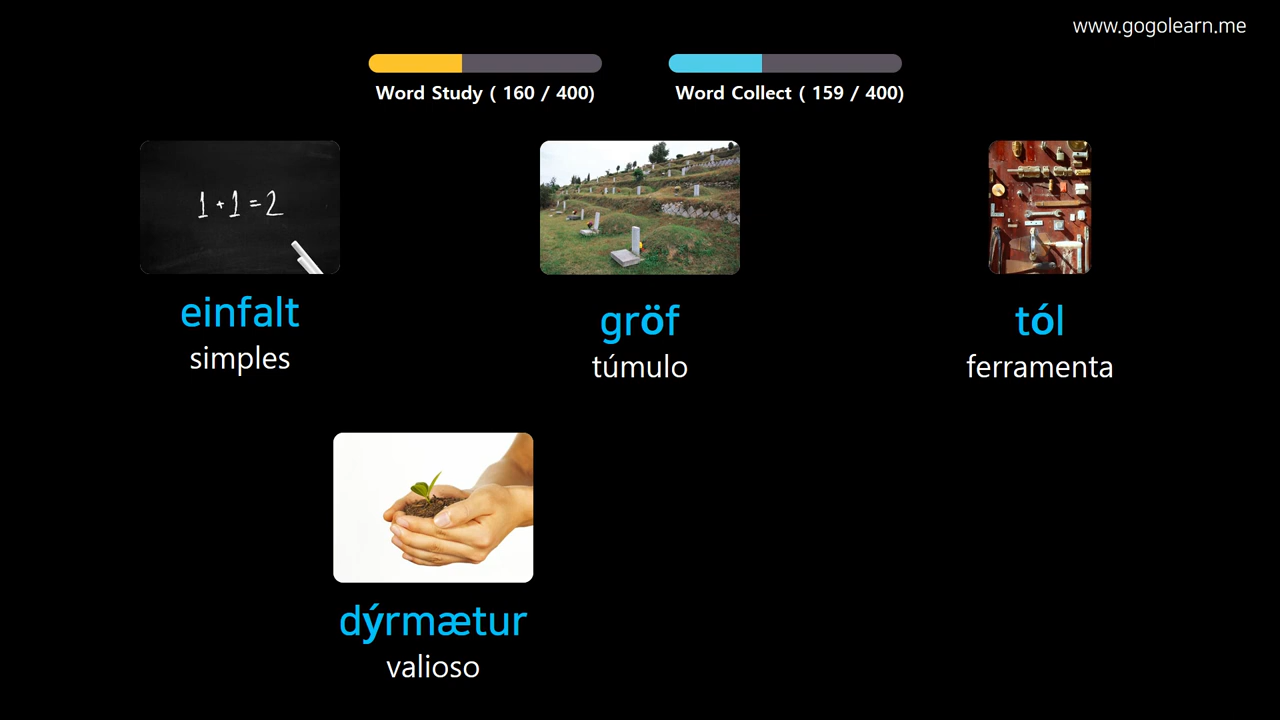 www.gogolearn.me
Word Study ( 160 / 400)
Word Collect ( 159 / 400)
1 + 1 = 2
einfalt
simples
gröf
túmulo
tól
ferramenta
dýrmætur
valioso